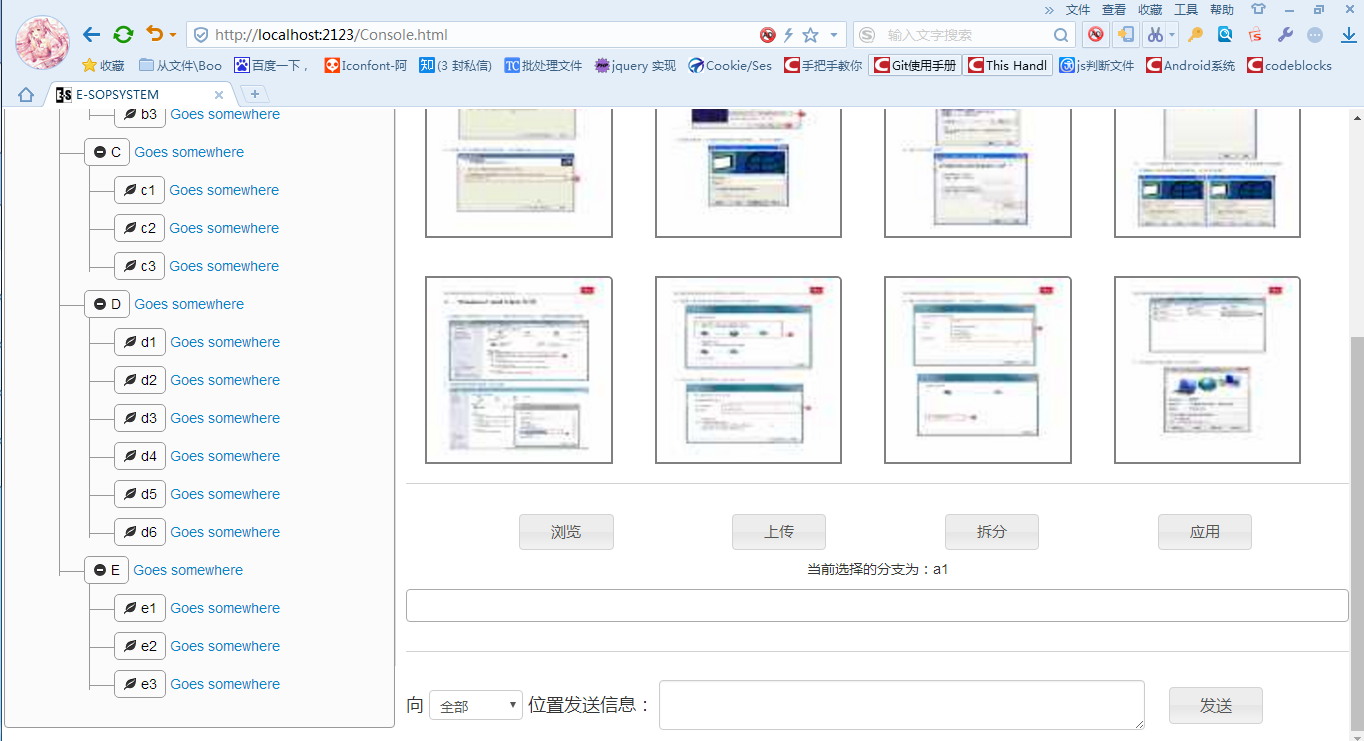 » 文件 查看 收藏 工具 帮助
http://localhost:2123/Console.html
输入文字搜索
收藏 从文件\Boo 百度一下， Iconfont-阿 知 (3 封私信) TC 批处理文件 jquery 实现 Cookie/Ses 手把手教你 Git使用手册 This Handl js判断文件 Android系统 codeblocks
E-SOPSYSTEM
b3 Goes somewhere
C Goes somewhere
c1 Goes somewhere
c2 Goes somewhere
c3 Goes somewhere
D Goes somewhere
d1 Goes somewhere
d2 Goes somewhere
d3 Goes somewhere
d4 Goes somewhere
d5 Goes somewhere
d6 Goes somewhere
E Goes somewhere
e1 Goes somewhere
e2 Goes somewhere
e3 Goes somewhere
浏览 上传 拆分 应用
当前选择的分支为：a1
向 全部 位置发送信息： 发送